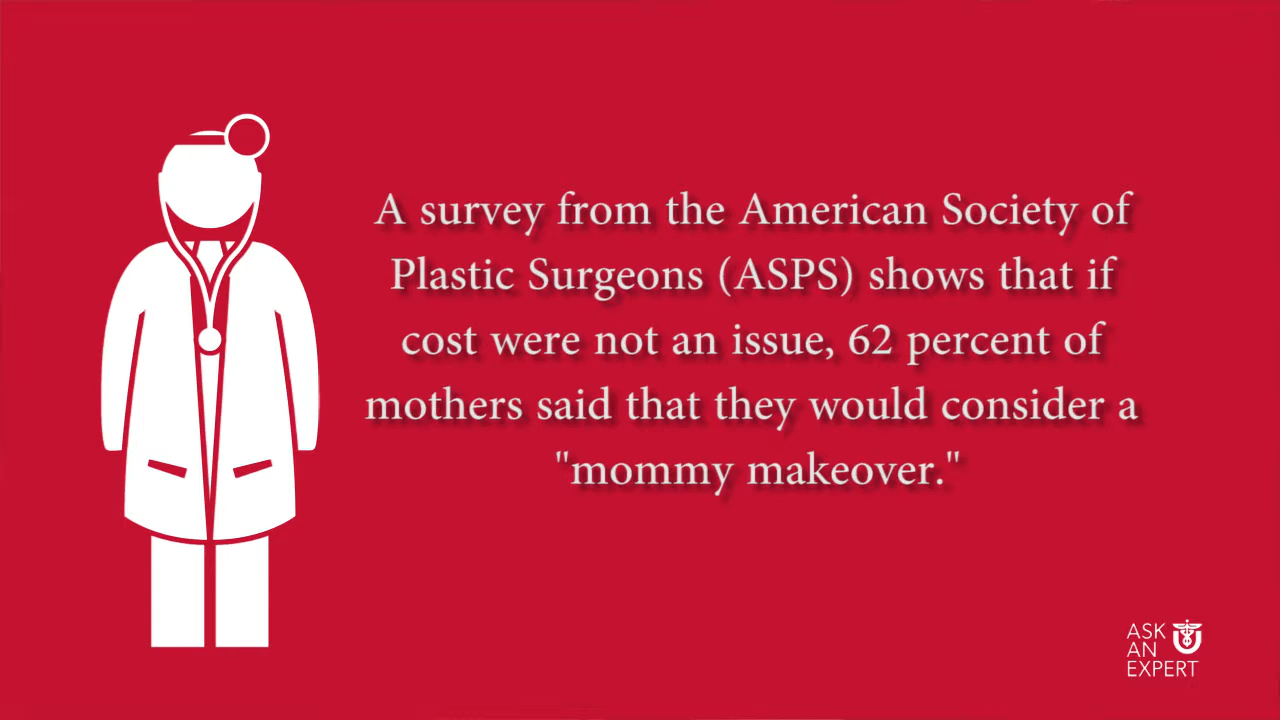 A survey from the American Society of
Plastic Surgeons (ASPS) shows that if
cost were not an issue, 62 percent of
mothers said that they would consider a
"mommy makeover."
ASK
AN
EXPERT